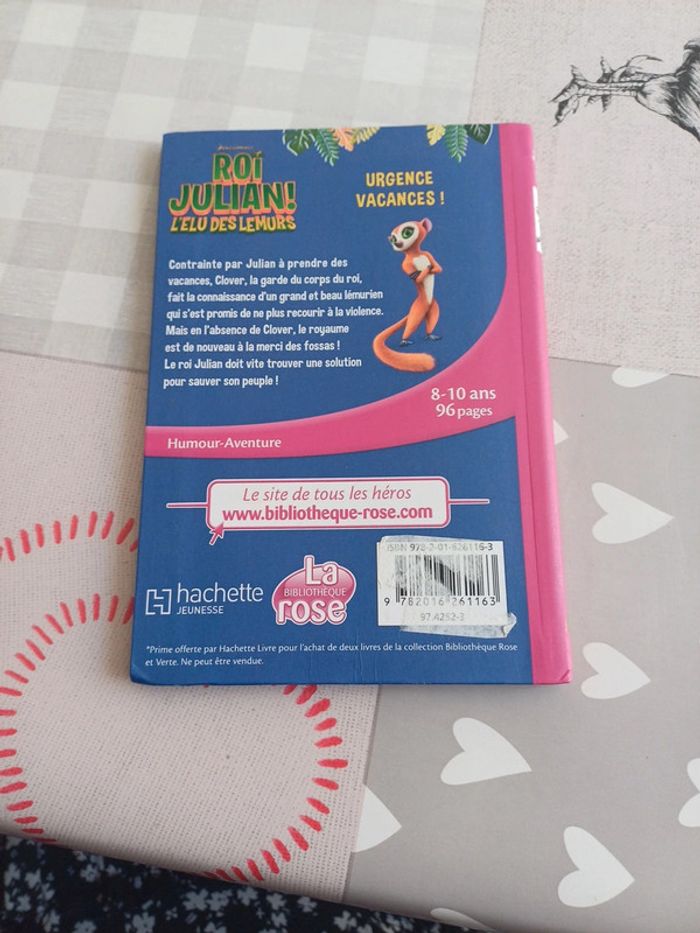 ROI
JULIAN!
L'ELU DES LEMURS
URGENCE
VACANCES !
Contrainte par Julian à prendre des
vacances, Clover, la garde du corps du roi,
fait la connaissance d'un grand et beau lémurien
qui s'est promis de ne plus recourir à la violence.
Mais en l'absence de Clover, le royaume
est de nouveau à la merci des fossas !
Le roi Julian doit vite trouver une solution
pour sauver son peuple !
8-10 ans
96 pages
Humour-Aventure
Le site de tous les héros
www.bibliotheque-rose.com
hachette
JEUNESSE
La
BIBLIOTHÈQUE
rose
ISBN 978-2-01-626116-3
9 782016 261163
97.4252-3
*Prime offerte par Hachette Livre pour l'achat de deux livres de la collection Bibliothèque Rose
et Verte. Ne peut être vendue.